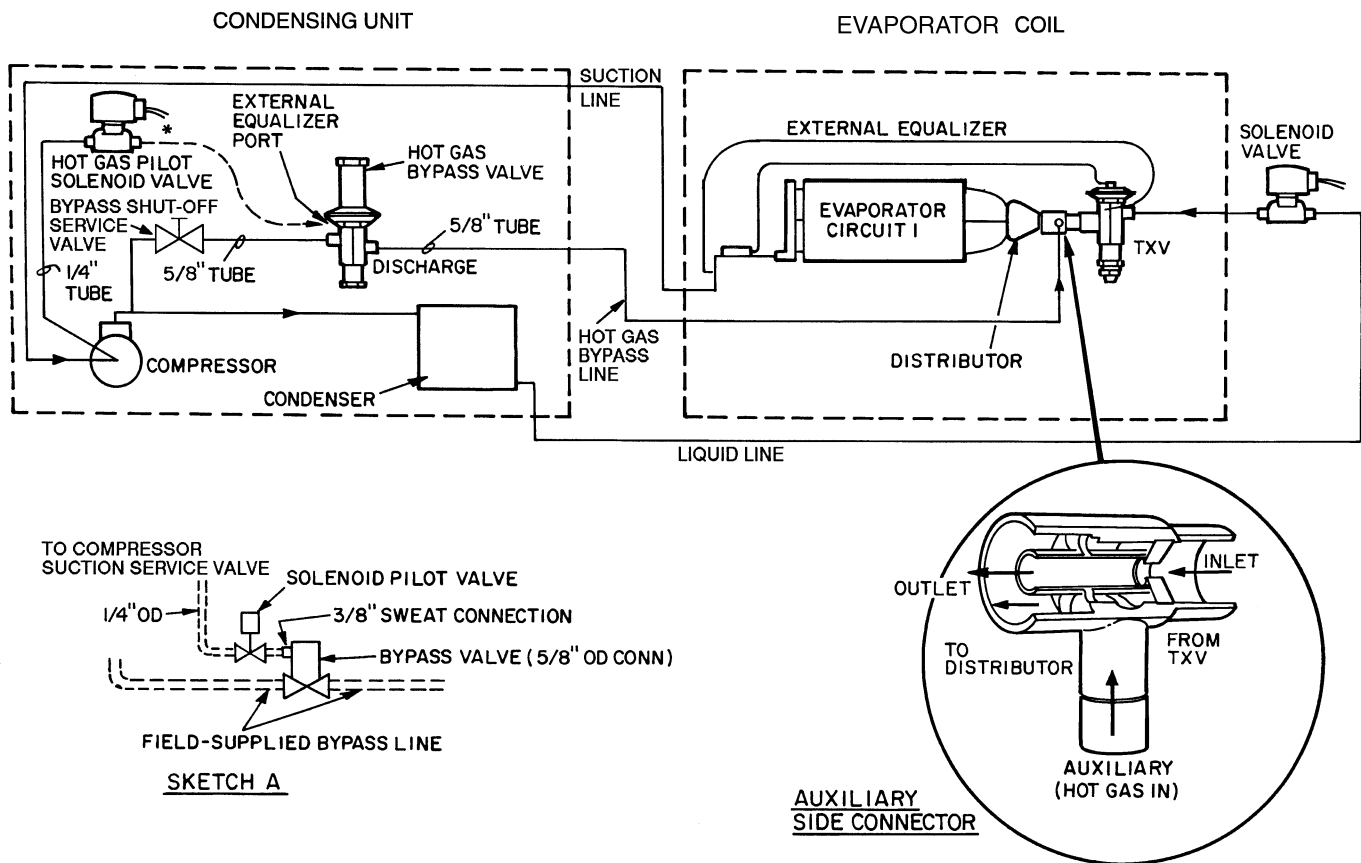 CONDENSING UNIT
EVAPORATOR COIL
SUCTION
LINE
EXTERNAL
EQUALIZER
PORT
*
HOT GAS
BYPASS VALVE
HOT GAS PILOT
SOLENOID VALVE
BYPASS SHUT-OFF
SERVICE
VALVE
5/8" TUBE
5/8" TUBE
DISCHARGE
1/4"
TUBE
COMPRESSOR
CONDENSER
HOT GAS
BYPASS
LINE
EXTERNAL EQUALIZER
SOLENOID
VALVE
EVAPORATOR
CIRCUIT I
TXV
DISTRIBUTOR
LIQUID LINE
TO COMPRESSOR
SUCTION SERVICE VALVE
SOLENOID PILOT VALVE
1/4" OD
3/8" SWEAT CONNECTION
BYPASS VALVE (5/8" OD CONN)
FIELD-SUPPLIED BYPASS LINE
SKETCH A
OUTLET
INLET
TO
DISTRIBUTOR
FROM
TXV
AUXILIARY
(HOT GAS IN)
AUXILIARY
SIDE CONNECTOR